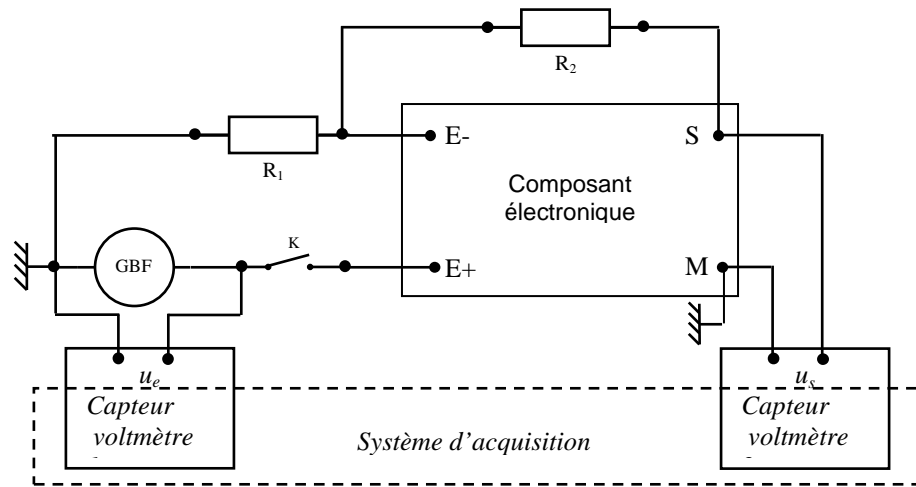 R2
R1
E-
S
Composant
électronique
K
GBF
E+
M
ue
us
Capteur
voltmètre
Capteur
voltmètre
Système d'acquisition